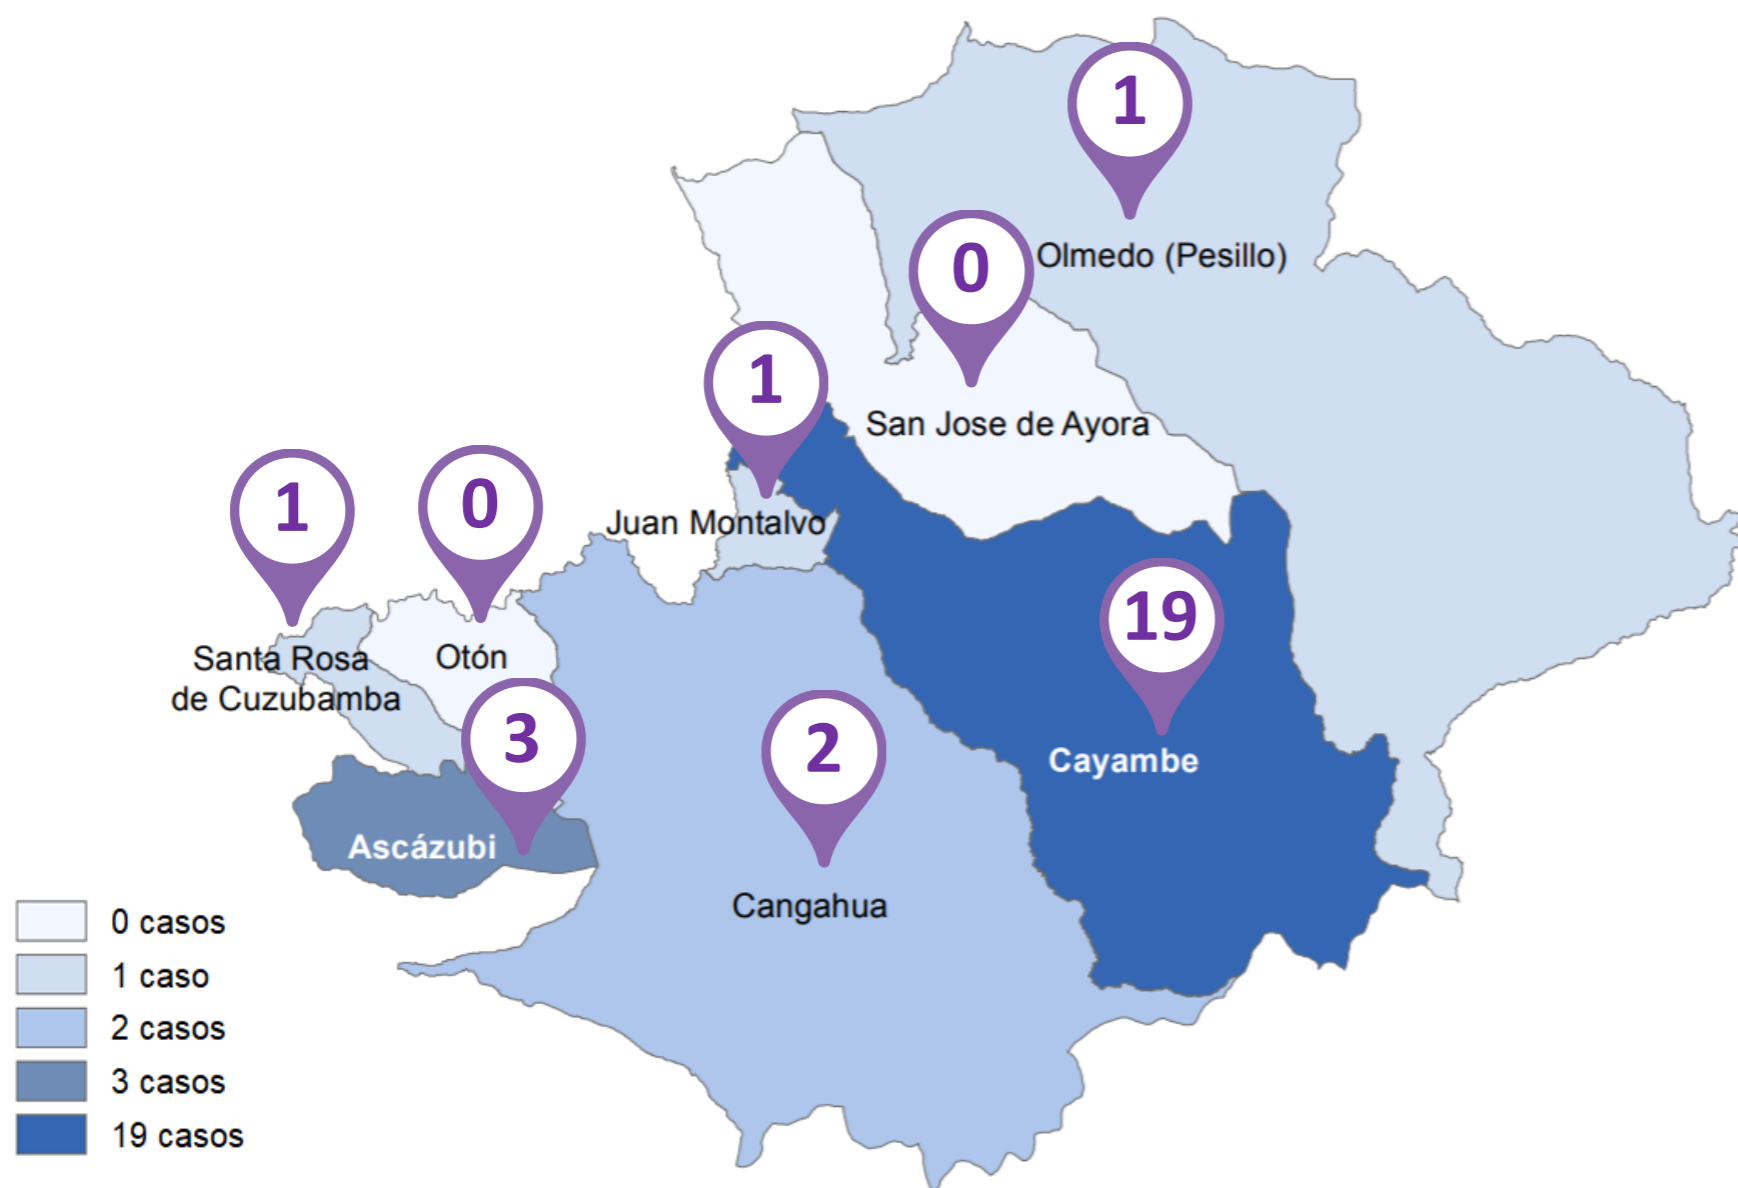 1
Olmedo (Pesillo)
0
San Jose de Ayora
1
Juan Montalvo
1
Santa Rosa
de Cuzubamba
0
Otón
19
Cayambe
3
Ascázubi
2
Cangahua
0 casos
1 caso
2 casos
3 casos
19 casos